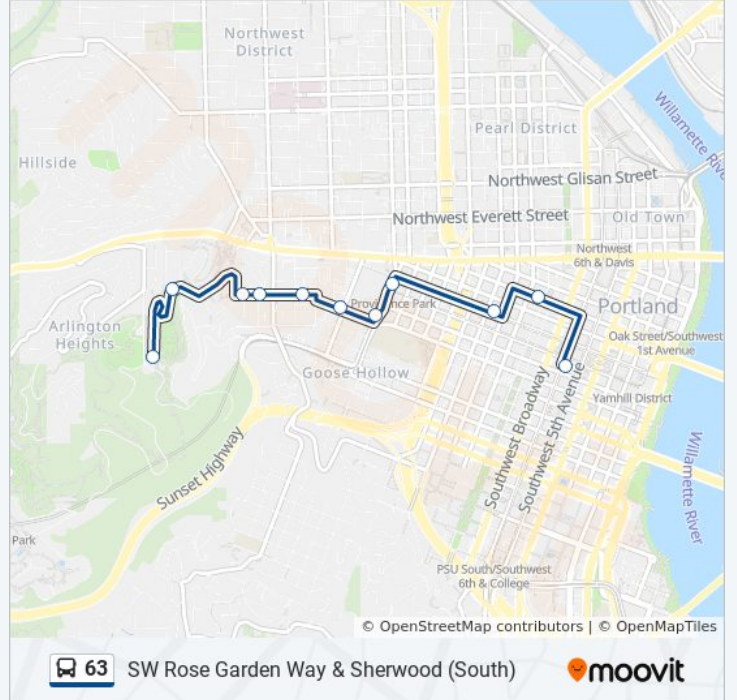 Northwest
District
Willamette River
Pearl District
Hillside
Northwest Glisan Street
Northwest Everett Street
Old Town
Northwest
6th & Davis
Providence Park
Portland
Arlington
Heights
Oak Street/Southwest
1st Avenue
Goose Hollow
Yamhill District
Southwest Broadway
Southwest 5th Avenue
Sunset Highway
Willamette River
Park
PSU South/Southwest
6th & College
© OpenStreetMap contributors | © OpenMapTiles
63 SW Rose Garden Way & Sherwood (South) moovit